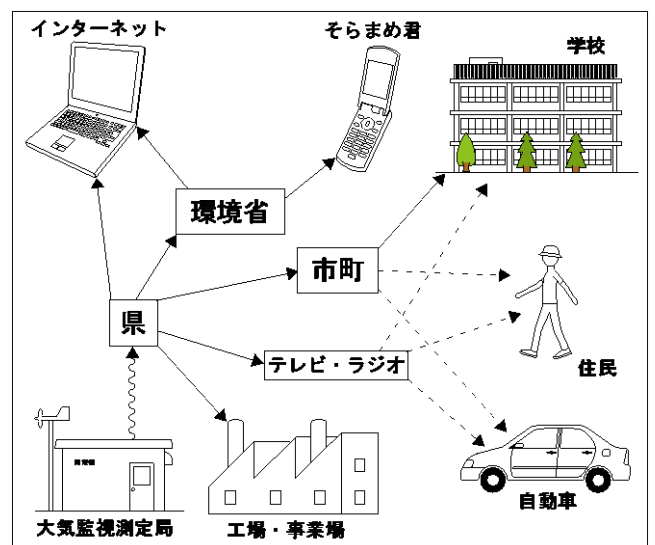 インターネット
そらまめ君
学校
環境省
市町
県
テレビ・ラジオ
住民
自動車
大気監視測定局
工場・事業場